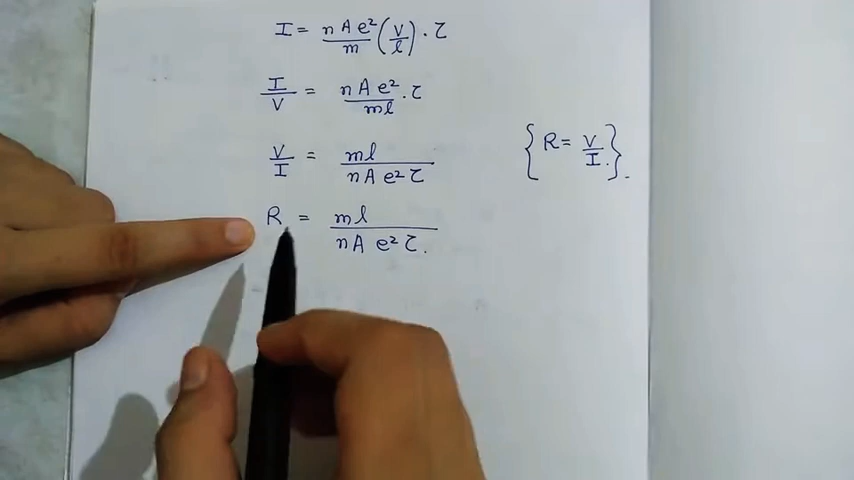 I = nAe²/m (V/l) · τ
I/V = nAe²/ml · τ
V/I = ml/nAe²τ
{R = V/I.}.
R = ml/nAe²τ.